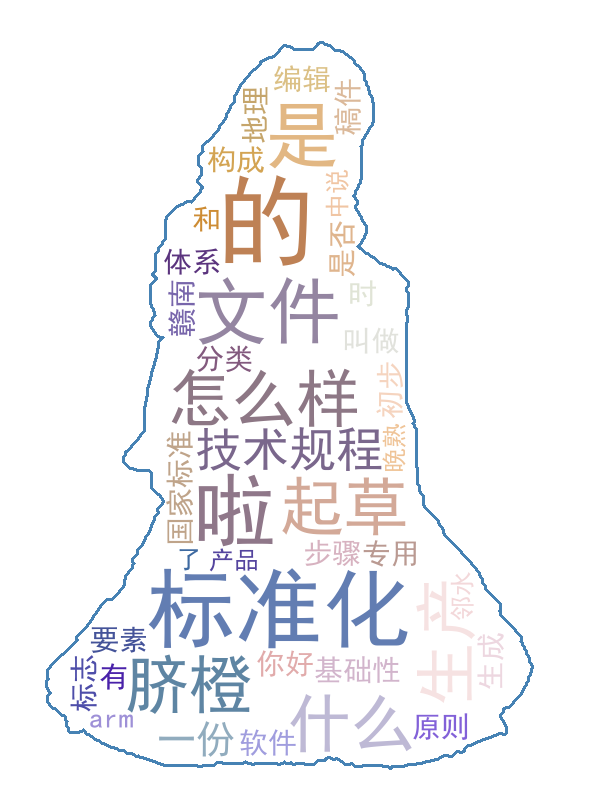 编辑
地理
稿件
是
构成
的
中说
和
是否
体系
赣南
文件
时
叫做
分类
怎么样
初步
技术规程
晚熟
国家标准
啦
起草
了
产品
步骤
专用
标准化
生产
邻水
要素
标志
有
脐橙
你好
基础性
生成
arm
一份
软件
什么
原则